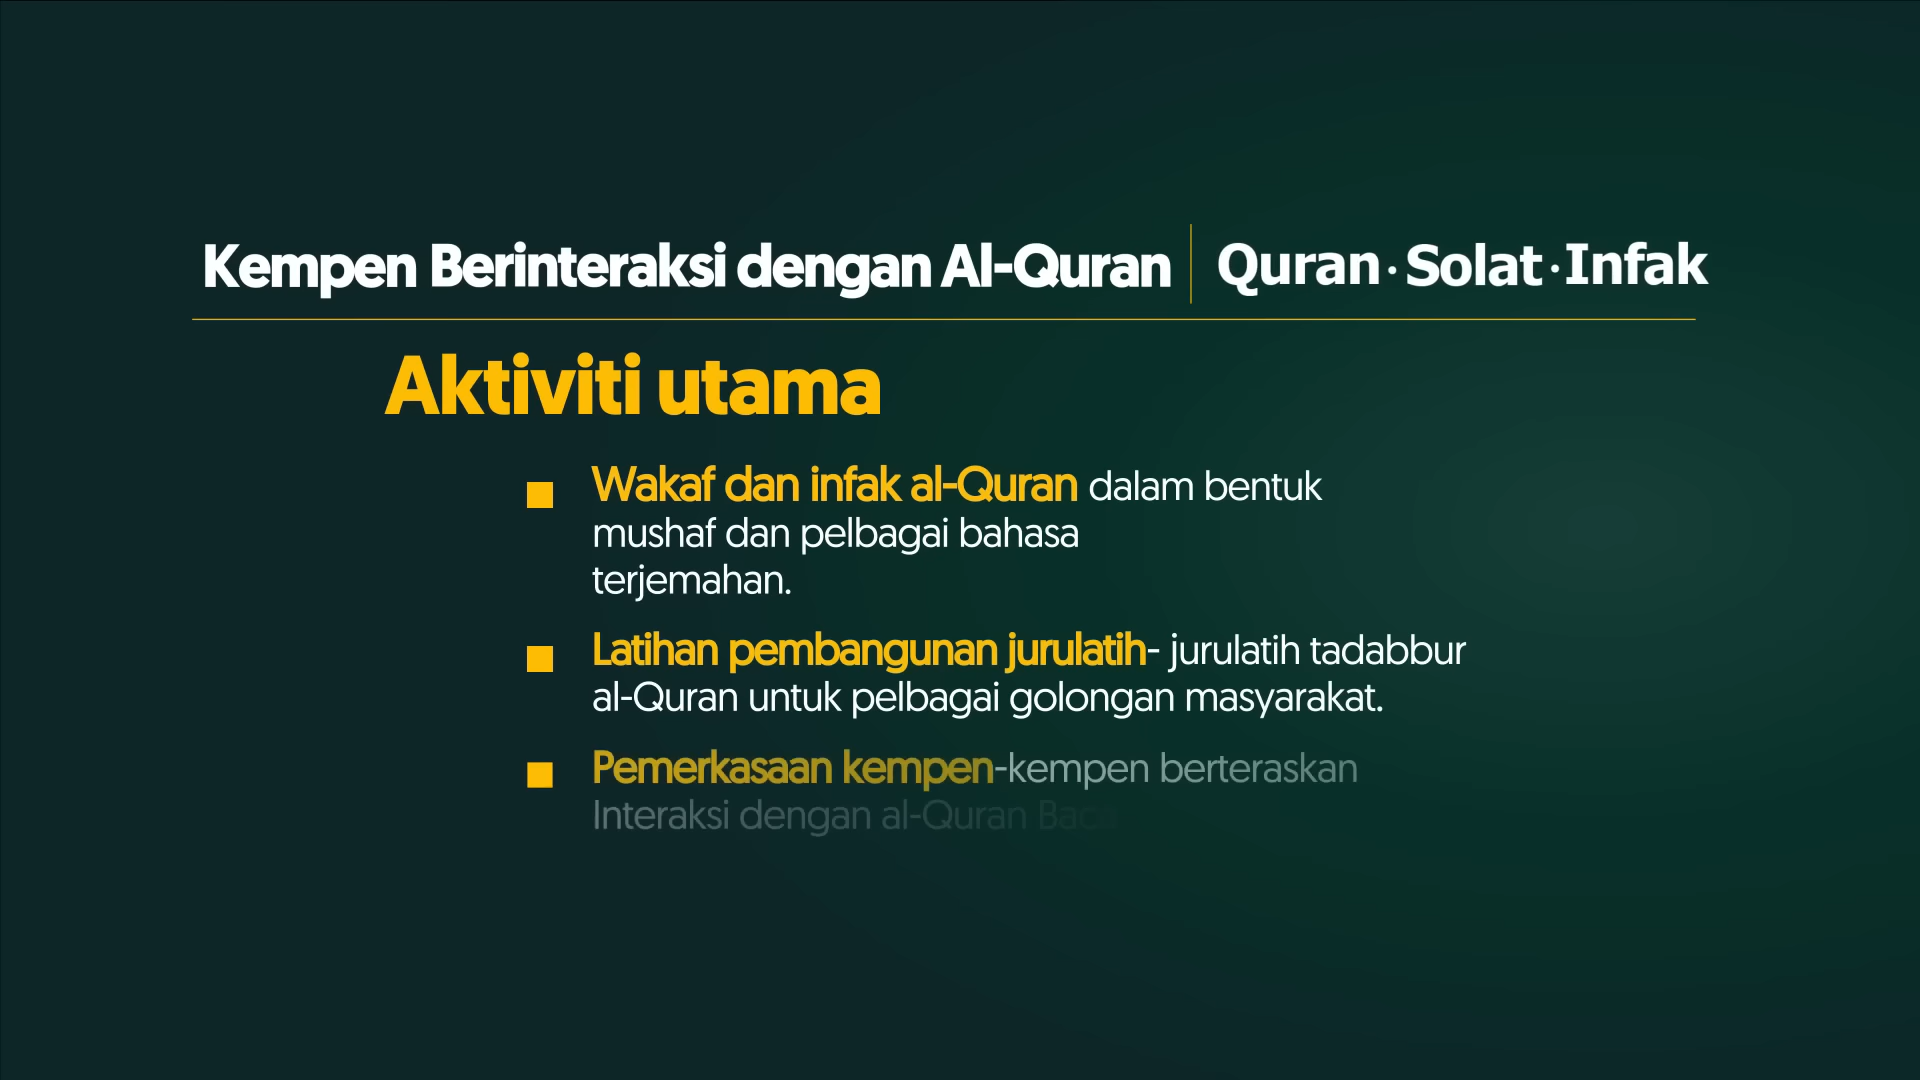 Kempen Berinteraksi dengan Al-Quran | Quran · Solat · Infak
Aktiviti utama
Wakaf dan infak al-Quran dalam bentuk
mushaf dan pelbagai bahasa
terjemahan.
Latihan pembangunan jurulatih- jurulatih tadabbur
al-Quran untuk pelbagai golongan masyarakat.
Pemerkasaan kempen-kempen berteraskan
Interaksi dengan al-Quran